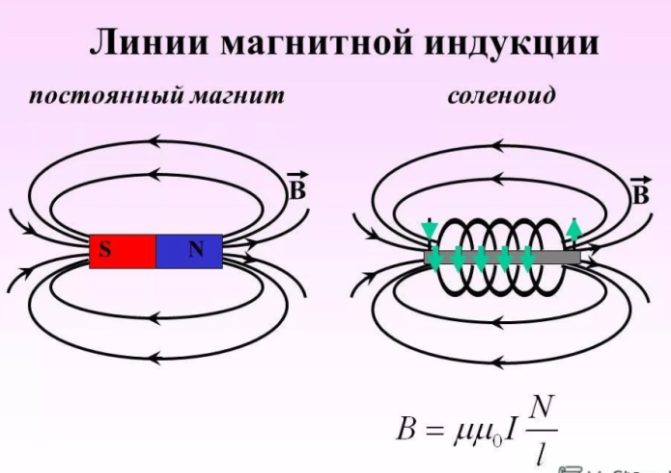 Линии магнитной индукции
постоянный магнит
соленоид
B
B
S N
B = μμ₀I N/l